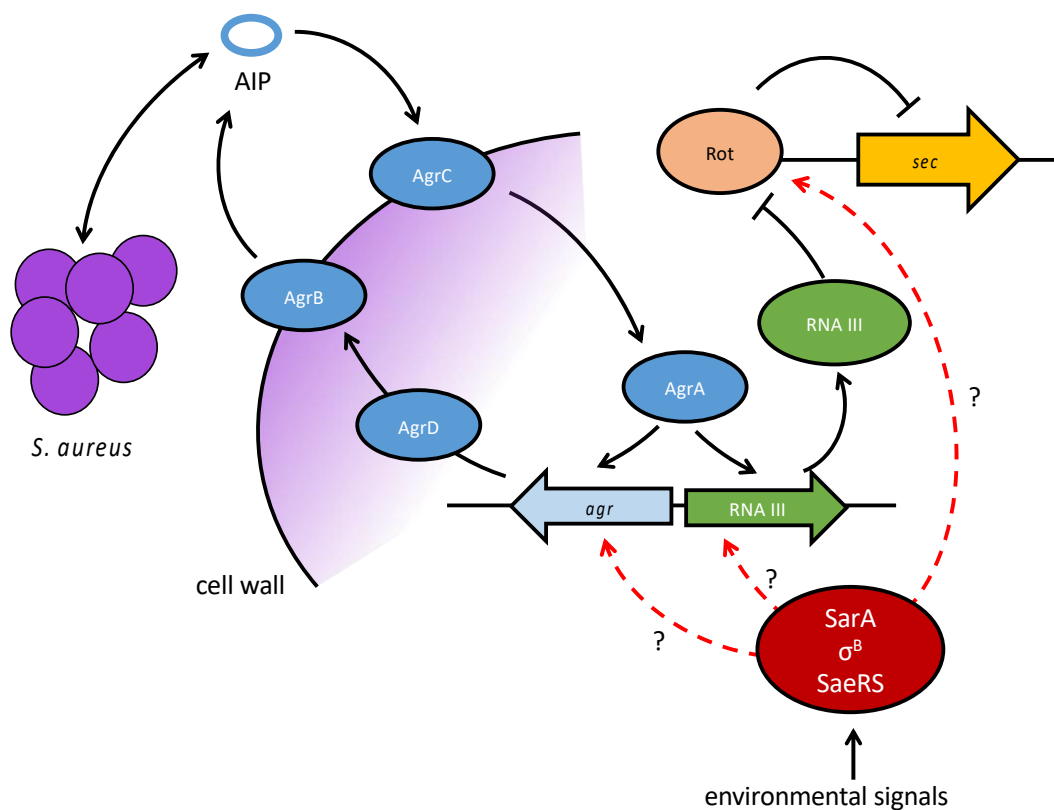 AIP
AgrC
Rot
sec
AgrB
RNA III
AgrA
?
AgrD
S. aureus
agr
RNA III
cell wall
?
?
SarA
σᴮ
SaeRS
environmental signals